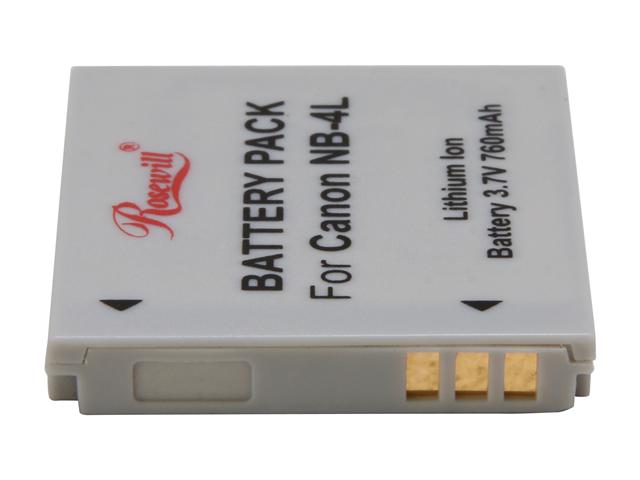 Rosewill®
BATTERY PACK
For Canon NB-4L
Lithium Ion
Battery 3.7V 760mAh